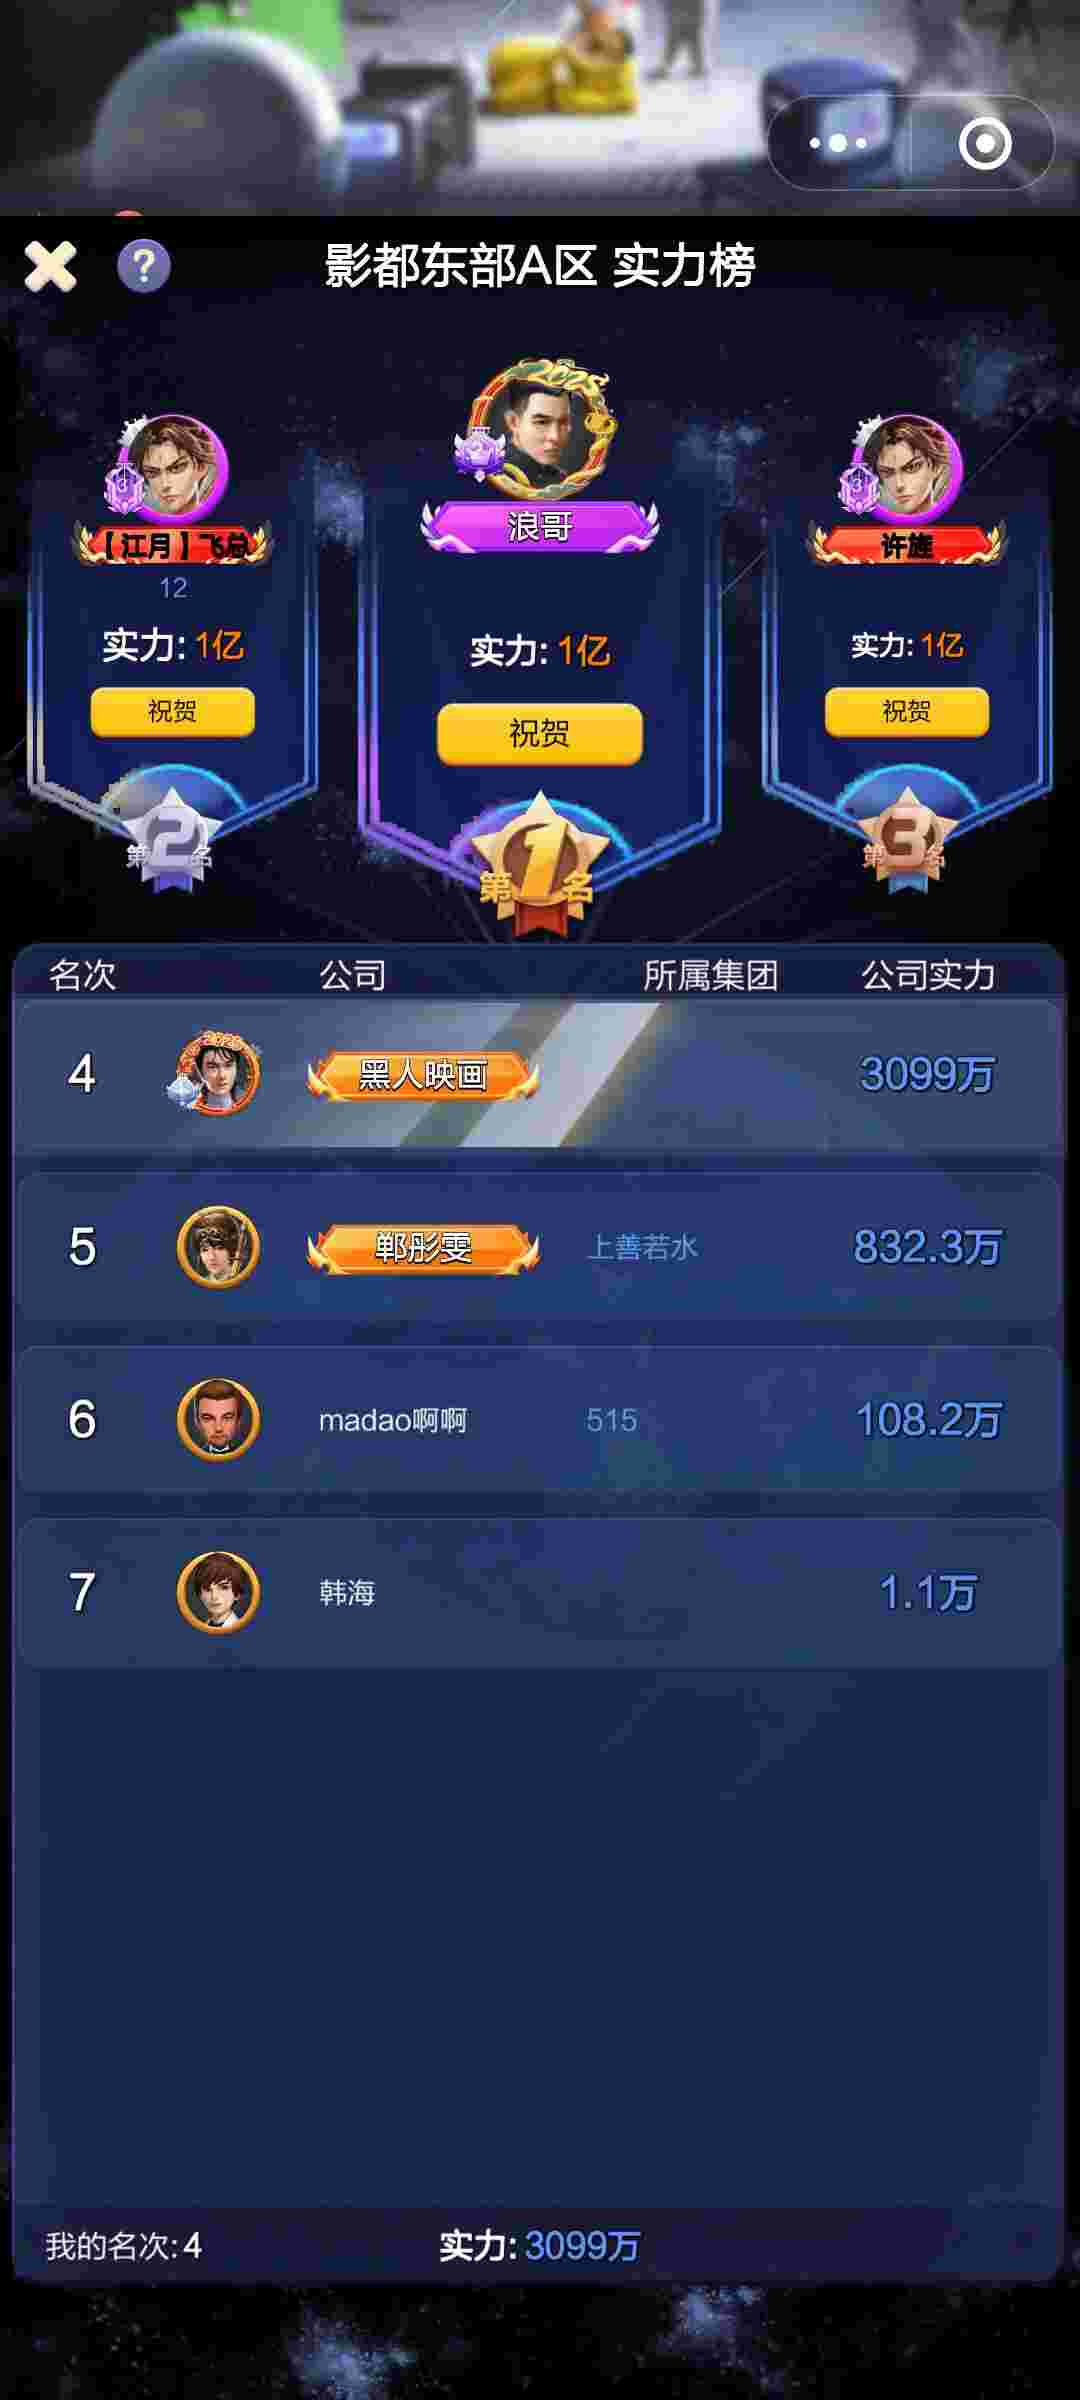 影都东部A区 实力榜
2025
浪哥
实力: 1亿
祝贺
第1名
3
【江月】飞总
12
实力: 1亿
祝贺
第2名
3
许旌
实力: 1亿
祝贺
第3名
名次 公司 所属集团 公司实力
4 黑人映画 3099万
5 郸彤雯 上善若水 832.3万
6 madao啊啊 515 108.2万
7 韩海 1.1万
我的名次: 4 实力: 3099万